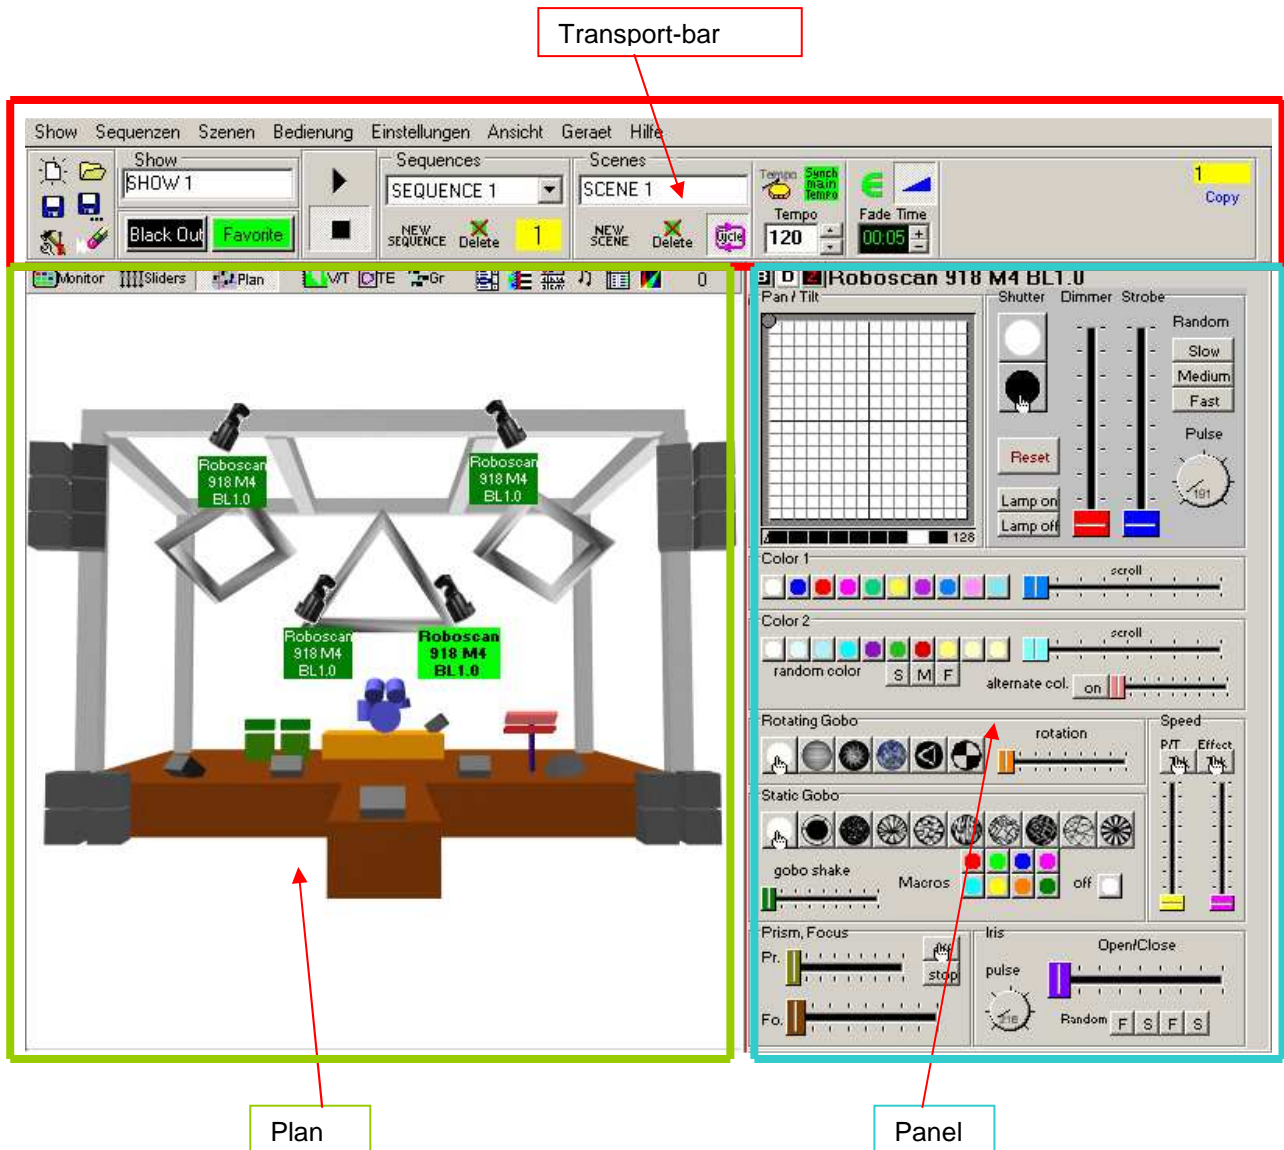 Transport-bar
Show Sequenzen Szenen Bedienung Einstellungen Ansicht Geraet Hilfe
Show
SHOW 1
Black Out Favorite
Sequences
SEQUENCE 1
NEW SEQUENCE Delete 1
Scenes
SCENE 1
NEW SCENE Delete Cycle
Tempo Synch main Tempo
Tempo
120
Fade Time
00:05
1
Copy
Monitor Sliders Plan V/T TE Gr 0
Roboscan 918 M4 BL1.0
Roboscan 918 M4 BL1.0
Roboscan 918 M4 BL1.0
Roboscan 918 M4 BL1.0
B D Roboscan 918 M4 BL1.0
Pan / Tilt
128
Shutter Dimmer Strobe
Random
Slow
Medium
Fast
Pulse
191
Reset
Lamp on
Lamp off
Color 1
scroll
Color 2
scroll
random color S M F
alternate col. on
Rotating Gobo
rotation
Speed
P/T Effect
Static Gobo
gobo shake
Macros off
Prism, Focus
Pr.
stop
Fo.
Iris
Open/Close
pulse
216
Random F S F S
Plan
Panel